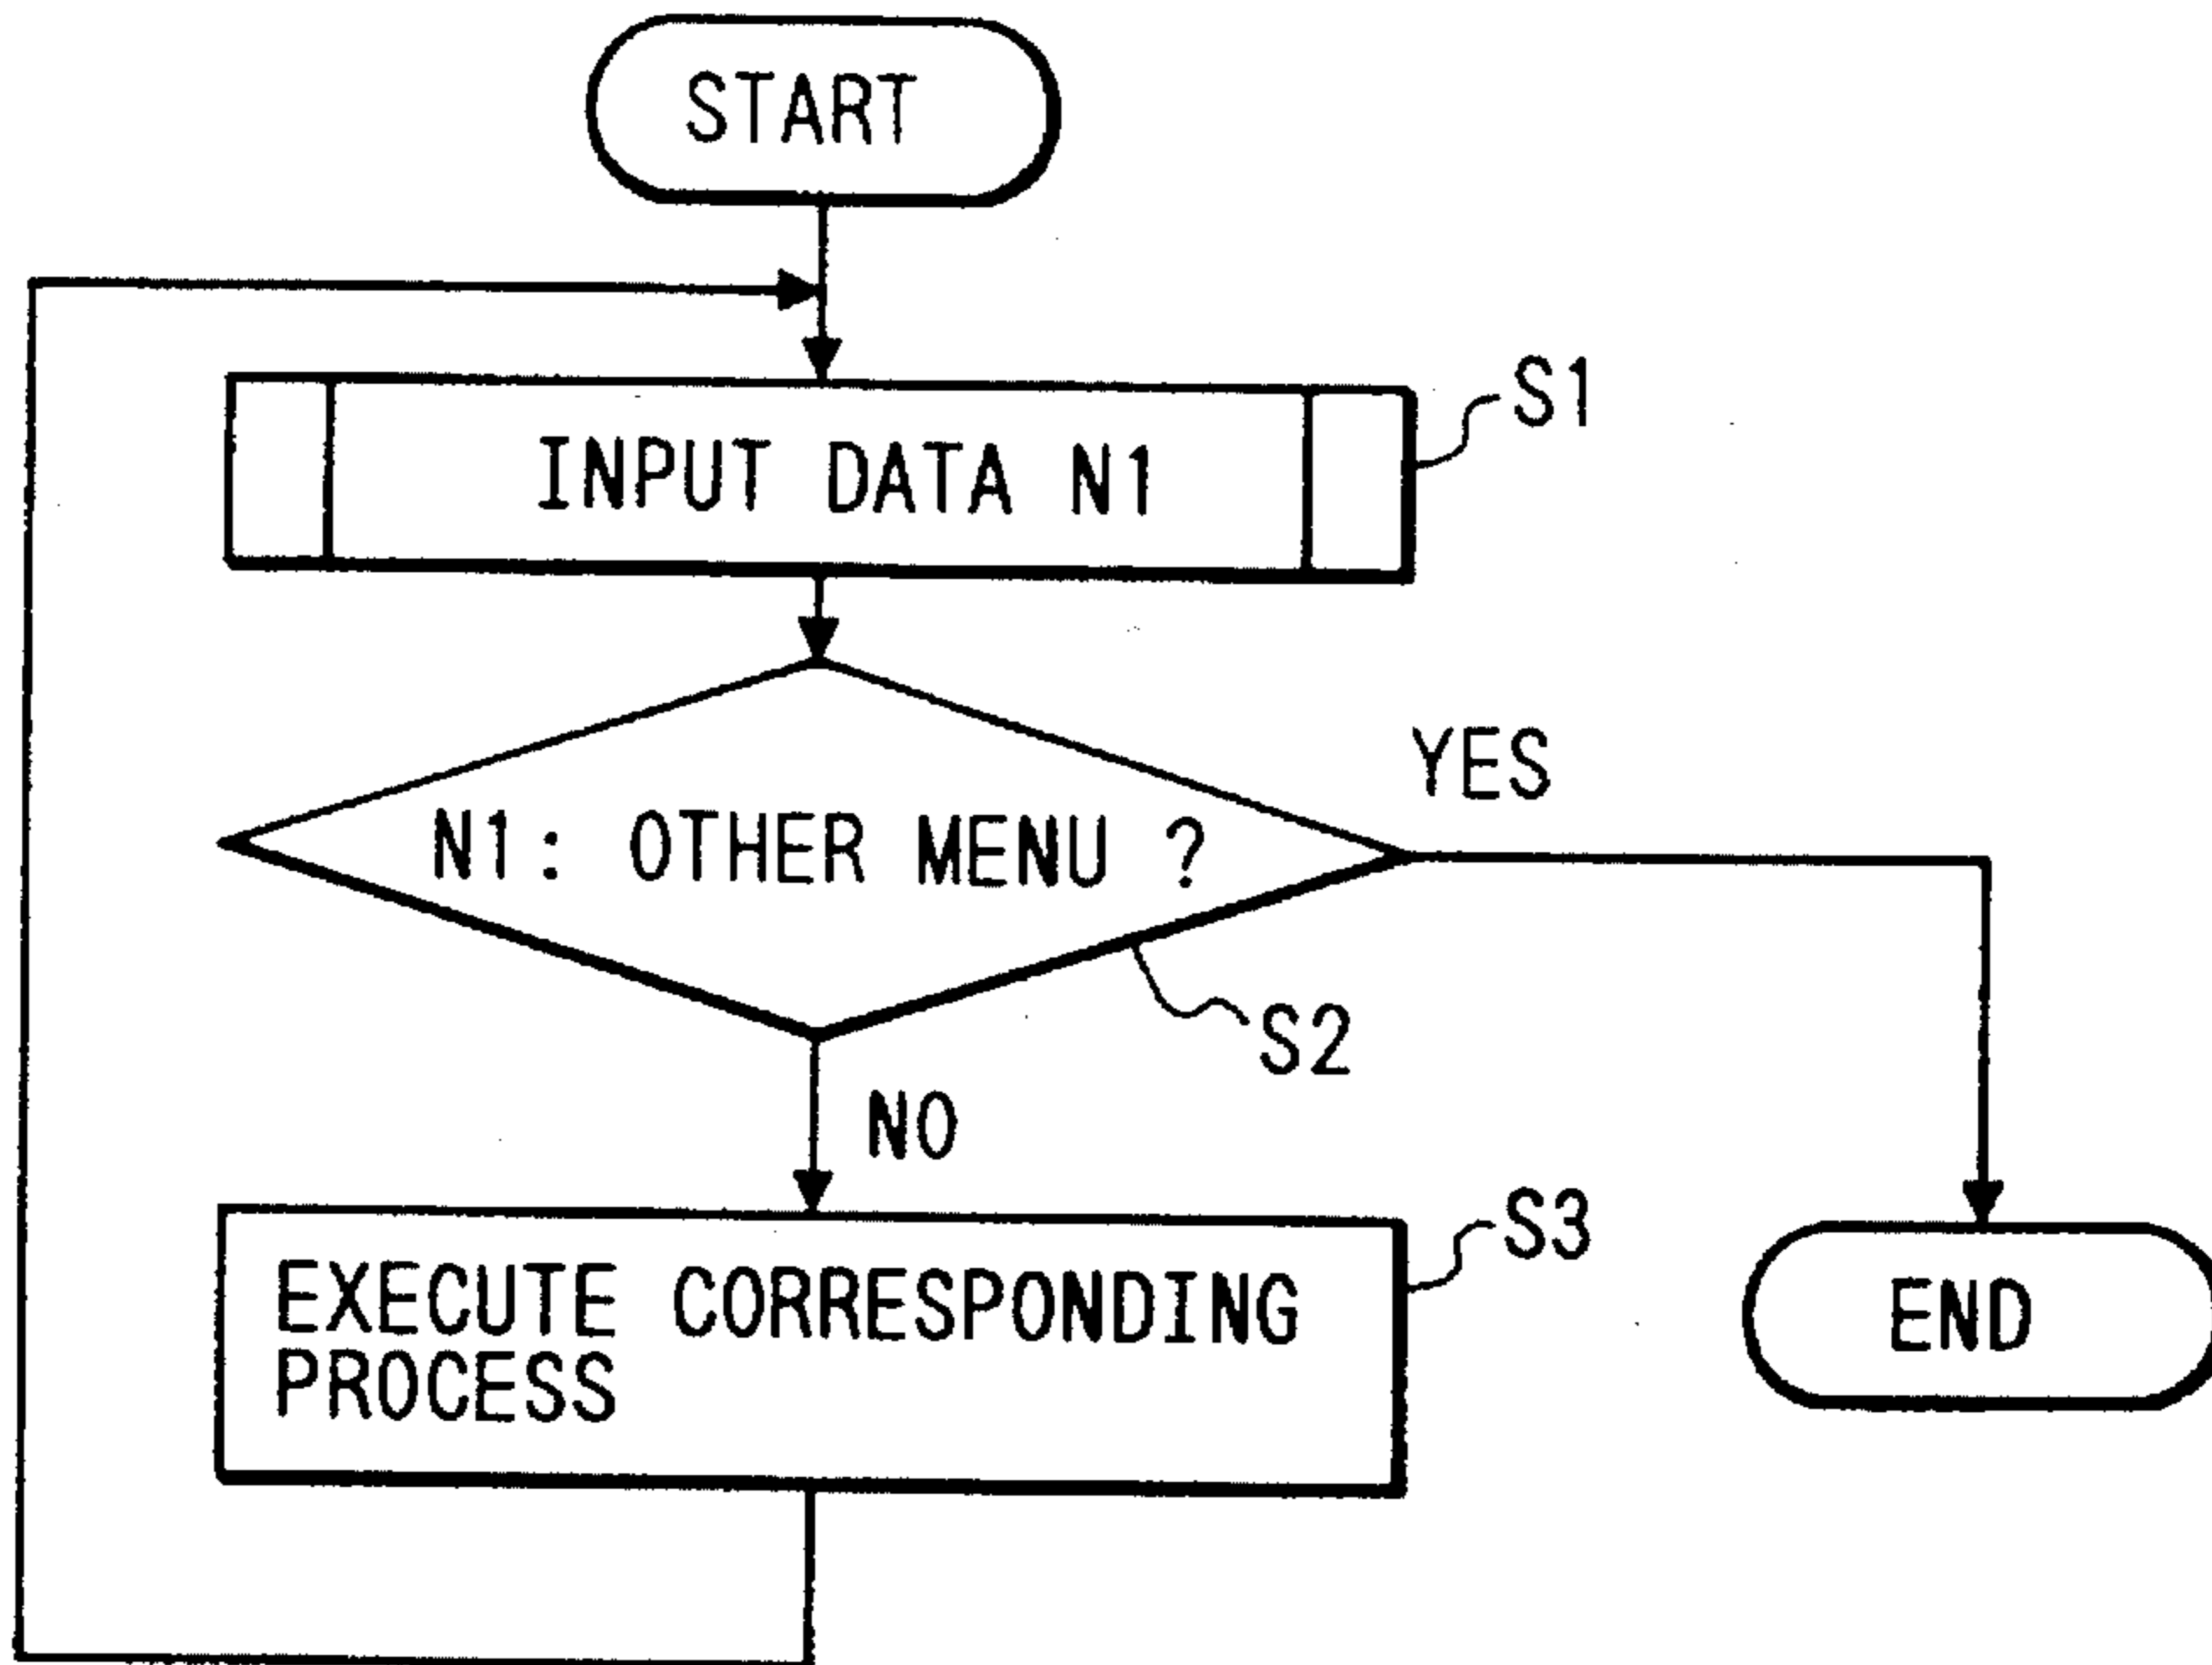 START
INPUT DATA N1
S1
N1: OTHER MENU ?
YES
S2
NO
EXECUTE CORRESPONDING
PROCESS
S3
END